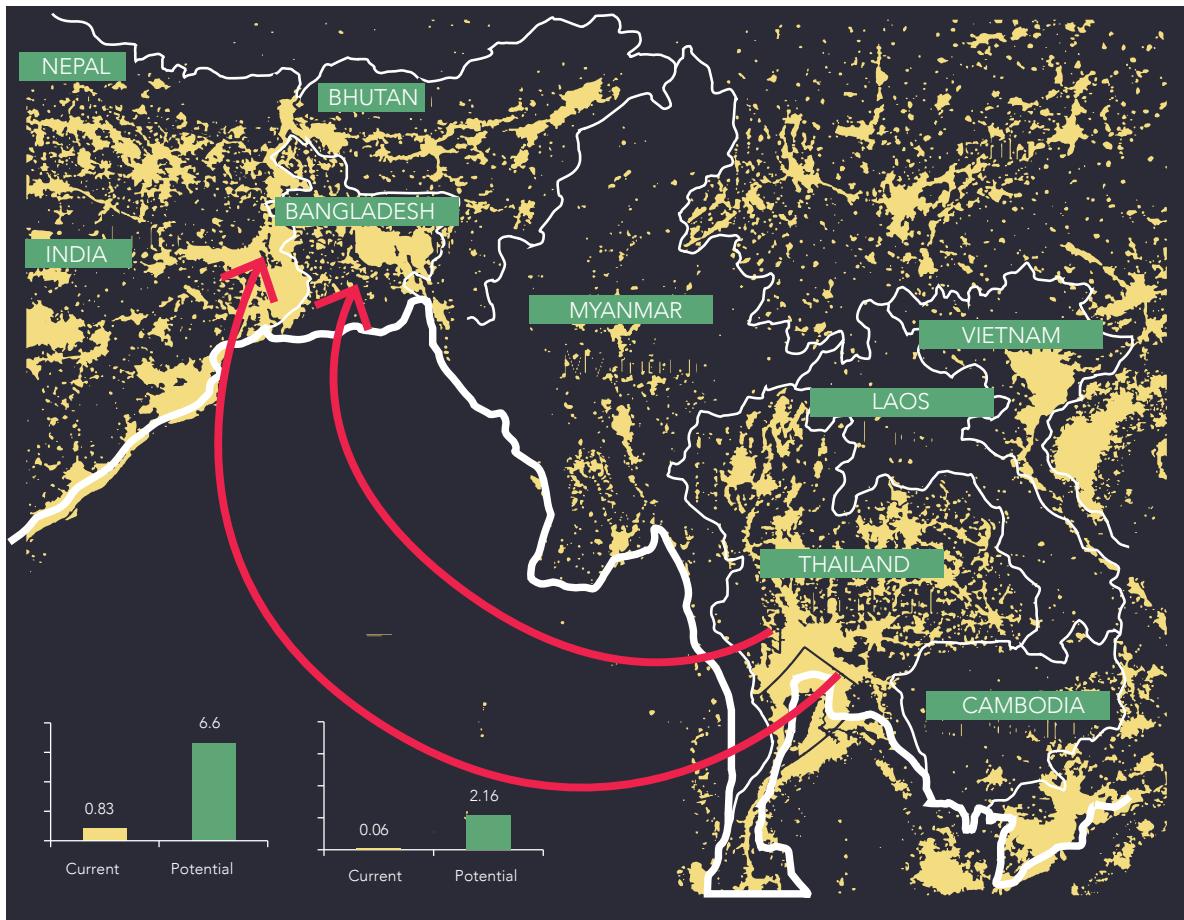 NEPAL
BHUTAN
BANGLADESH
INDIA
MYANMAR
VIETNAM
LAOS
THAILAND
CAMBODIA
6.6
0.83
Current Potential
2.16
0.06
Current Potential